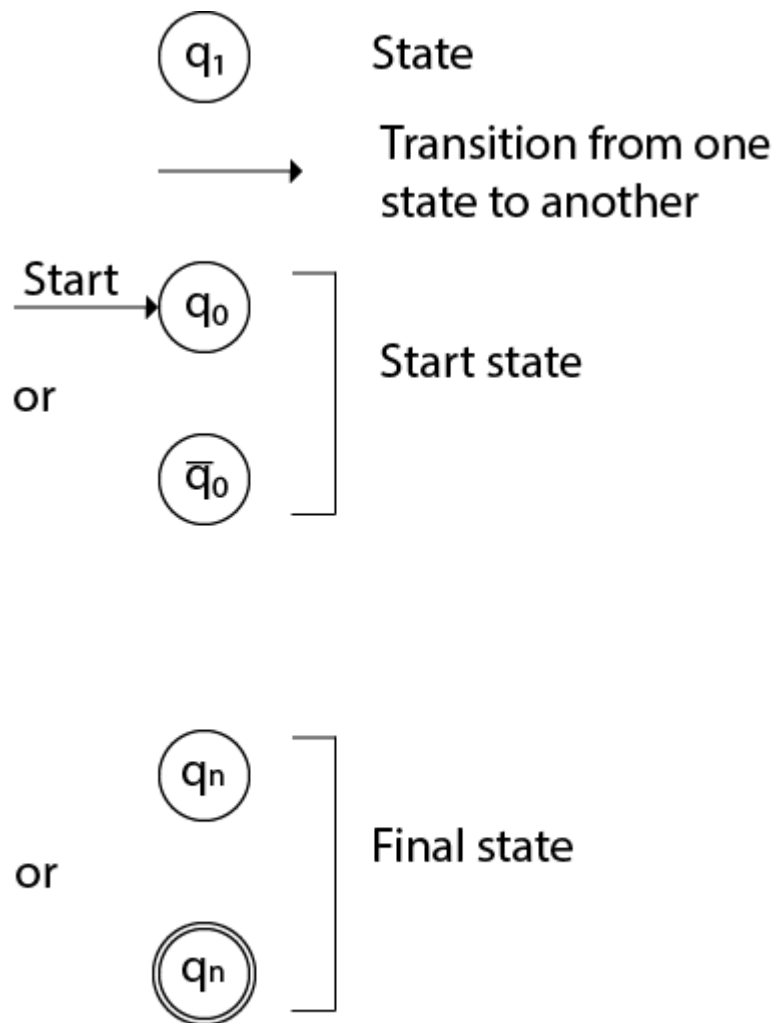 q₁ State
Transition from one
state to another
Start q₀
Start state
or
q̅₀
qn
Final state
or
qn